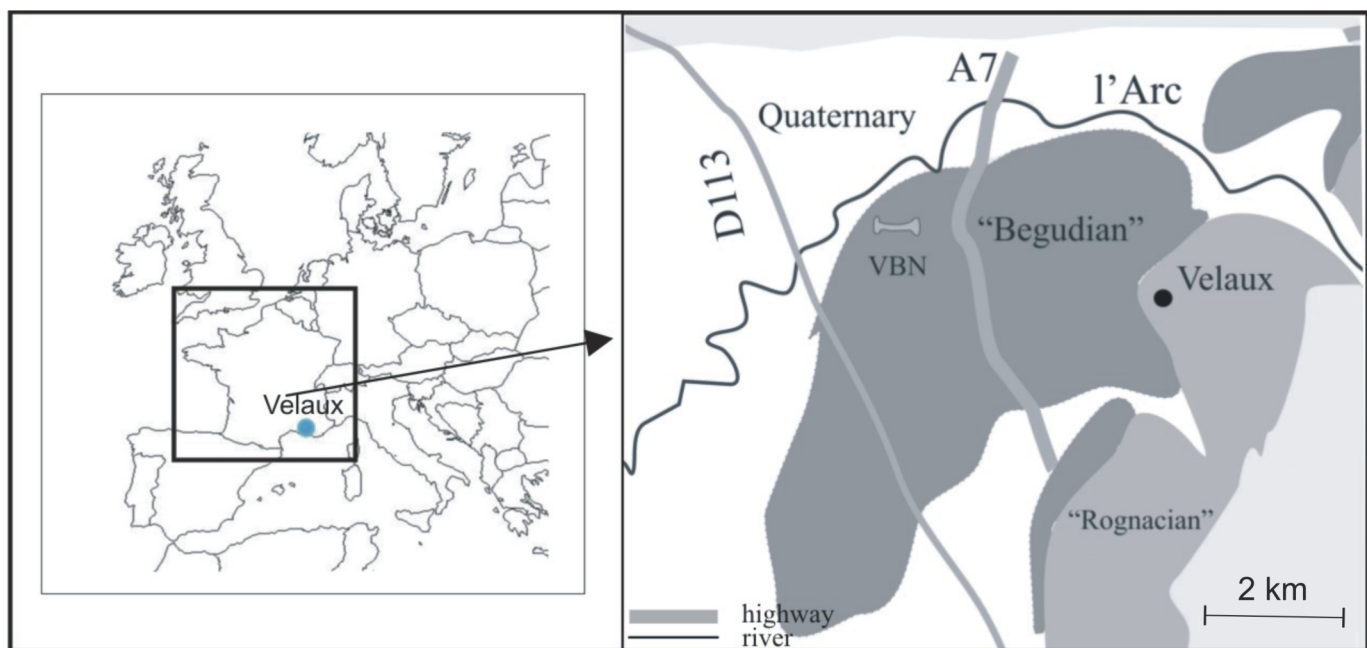 Velaux
A7
l’Arc
Quaternary
D113
“Begudian”
VBN
Velaux
“Rognacian”
2 km
highway
river